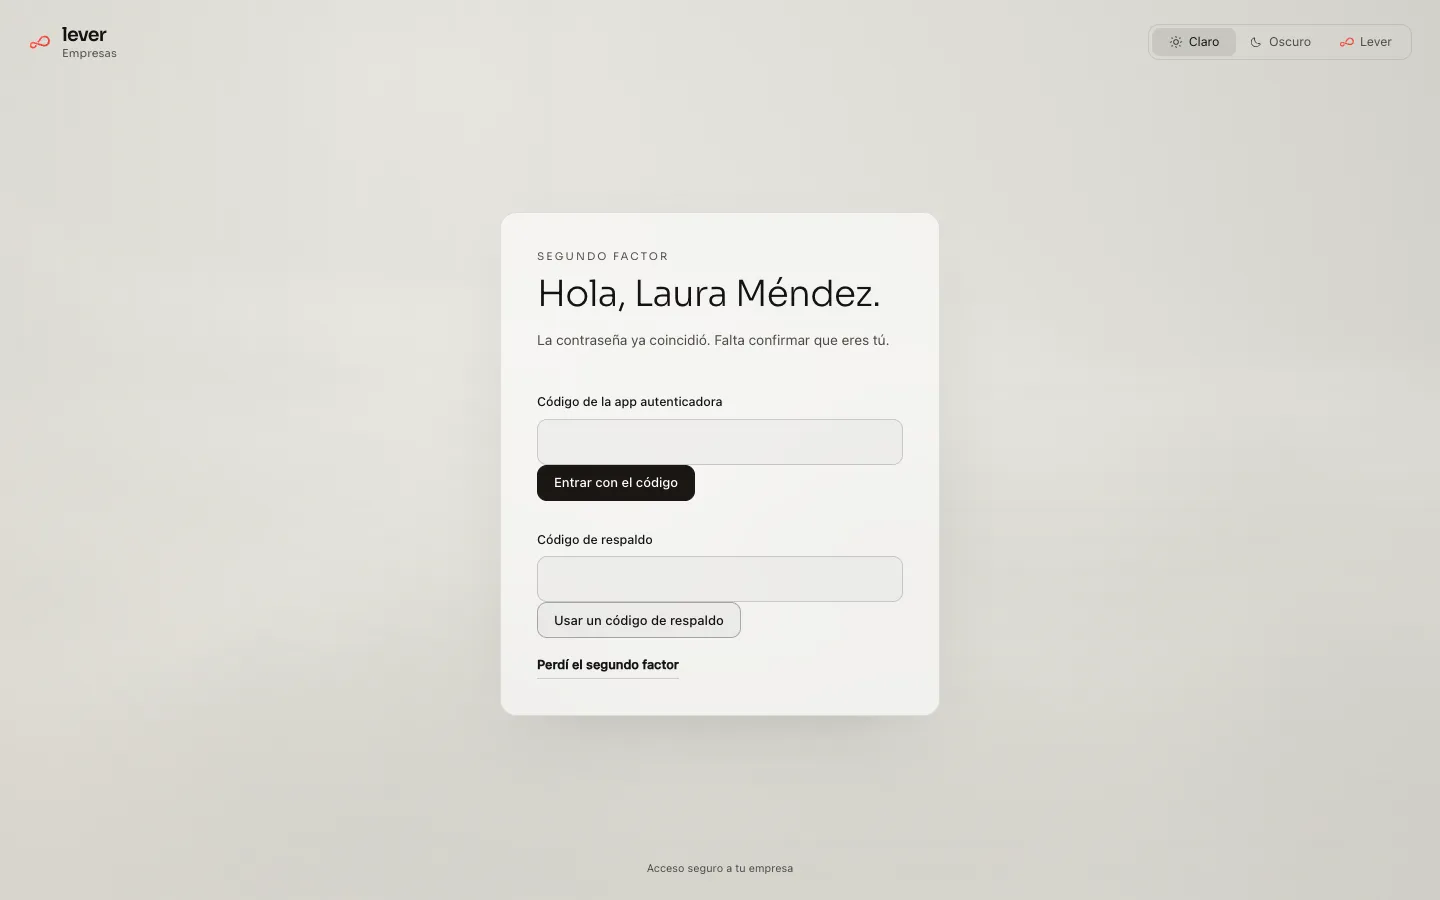 lever
Empresas
Claro
Oscuro
Lever
SEGUNDO FACTOR
Hola, Laura Méndez.
La contraseña ya coincidió. Falta confirmar que eres tú.
Código de la app autenticadora
Entrar con el código
Código de respaldo
Usar un código de respaldo
Perdí el segundo factor
Acceso seguro a tu empresa